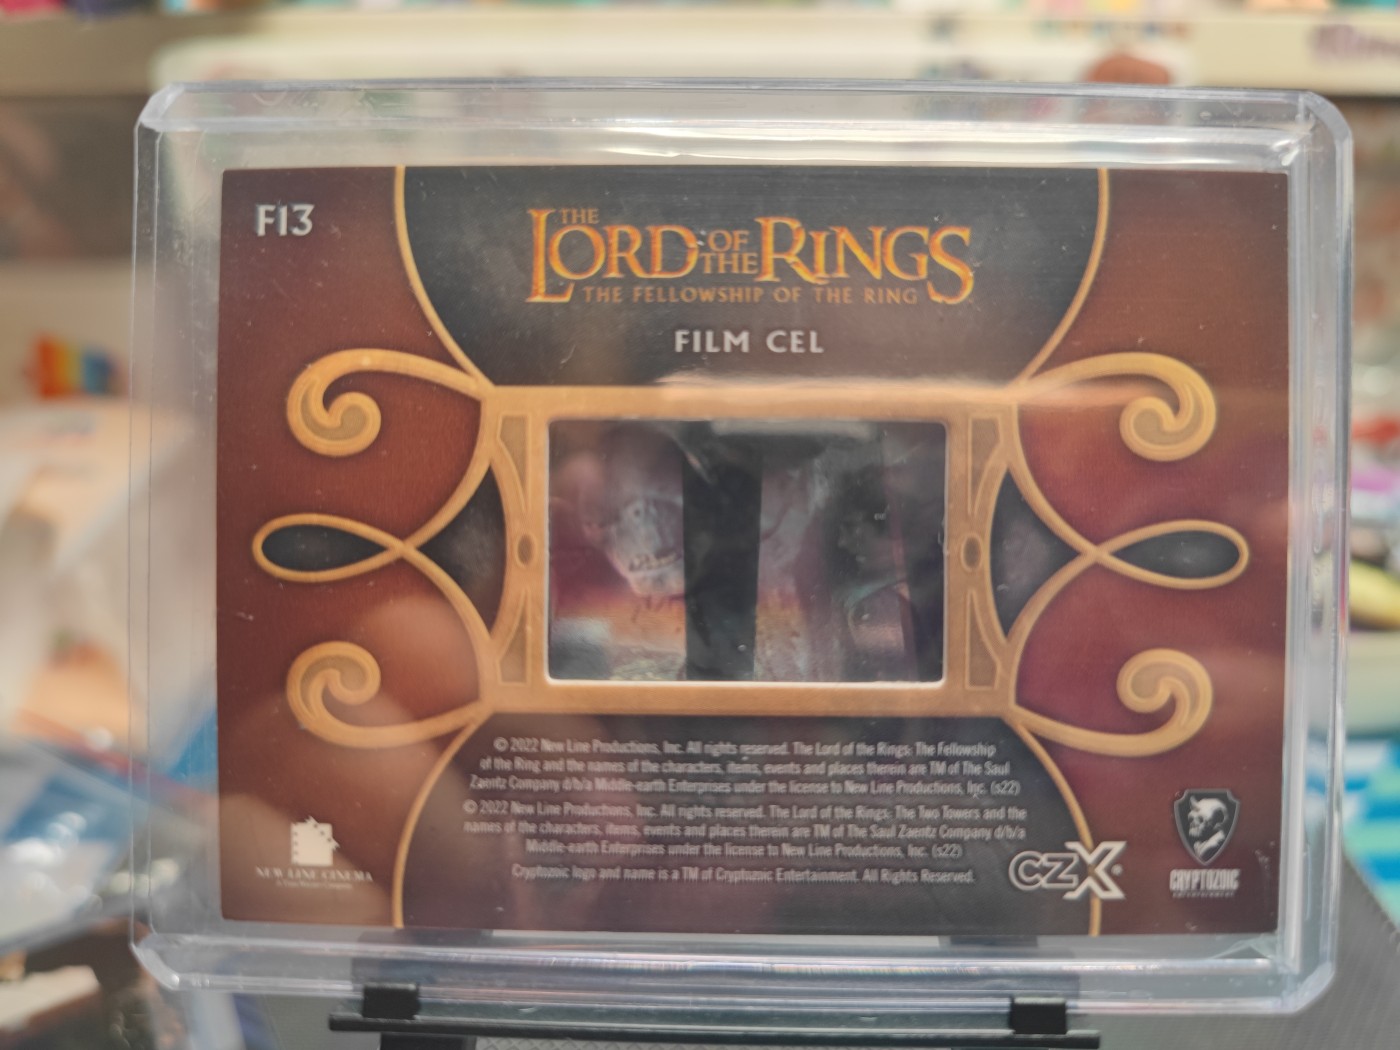 F13
THE
LORD OF THE RINGS
THE FELLOWSHIP OF THE RING
FILM CEL
© 2022 New Line Productions, Inc. All rights reserved. The Lord of the Rings: The Fellowship
of the Ring and the names of the characters, items, events and places therein are TM of The Saul
Zaentz Company d/b/a Middle-earth Enterprises under the license to New Line Productions, Inc. (s22)
© 2022 New Line Productions, Inc. All rights reserved. The Lord of the Rings: The Two Towers and the
names of the characters, items, events and places therein are TM of The Saul Zaentz Company d/b/a
Middle-earth Enterprises under the license to New Line Productions, Inc. (s22)
Cryptozoic logo and name is a TM of Cryptozoic Entertainment. All Rights Reserved.
NEW LINE CINEMA
CZX
CRYPTOZOIC
ENTERTAINMENT